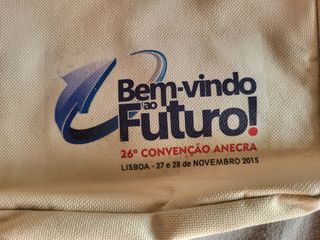 Bem-vindo
ao
Futuro!
26ª CONVENÇÃO ANECRA
LISBOA - 27 e 28 de NOVEMBRO 2015